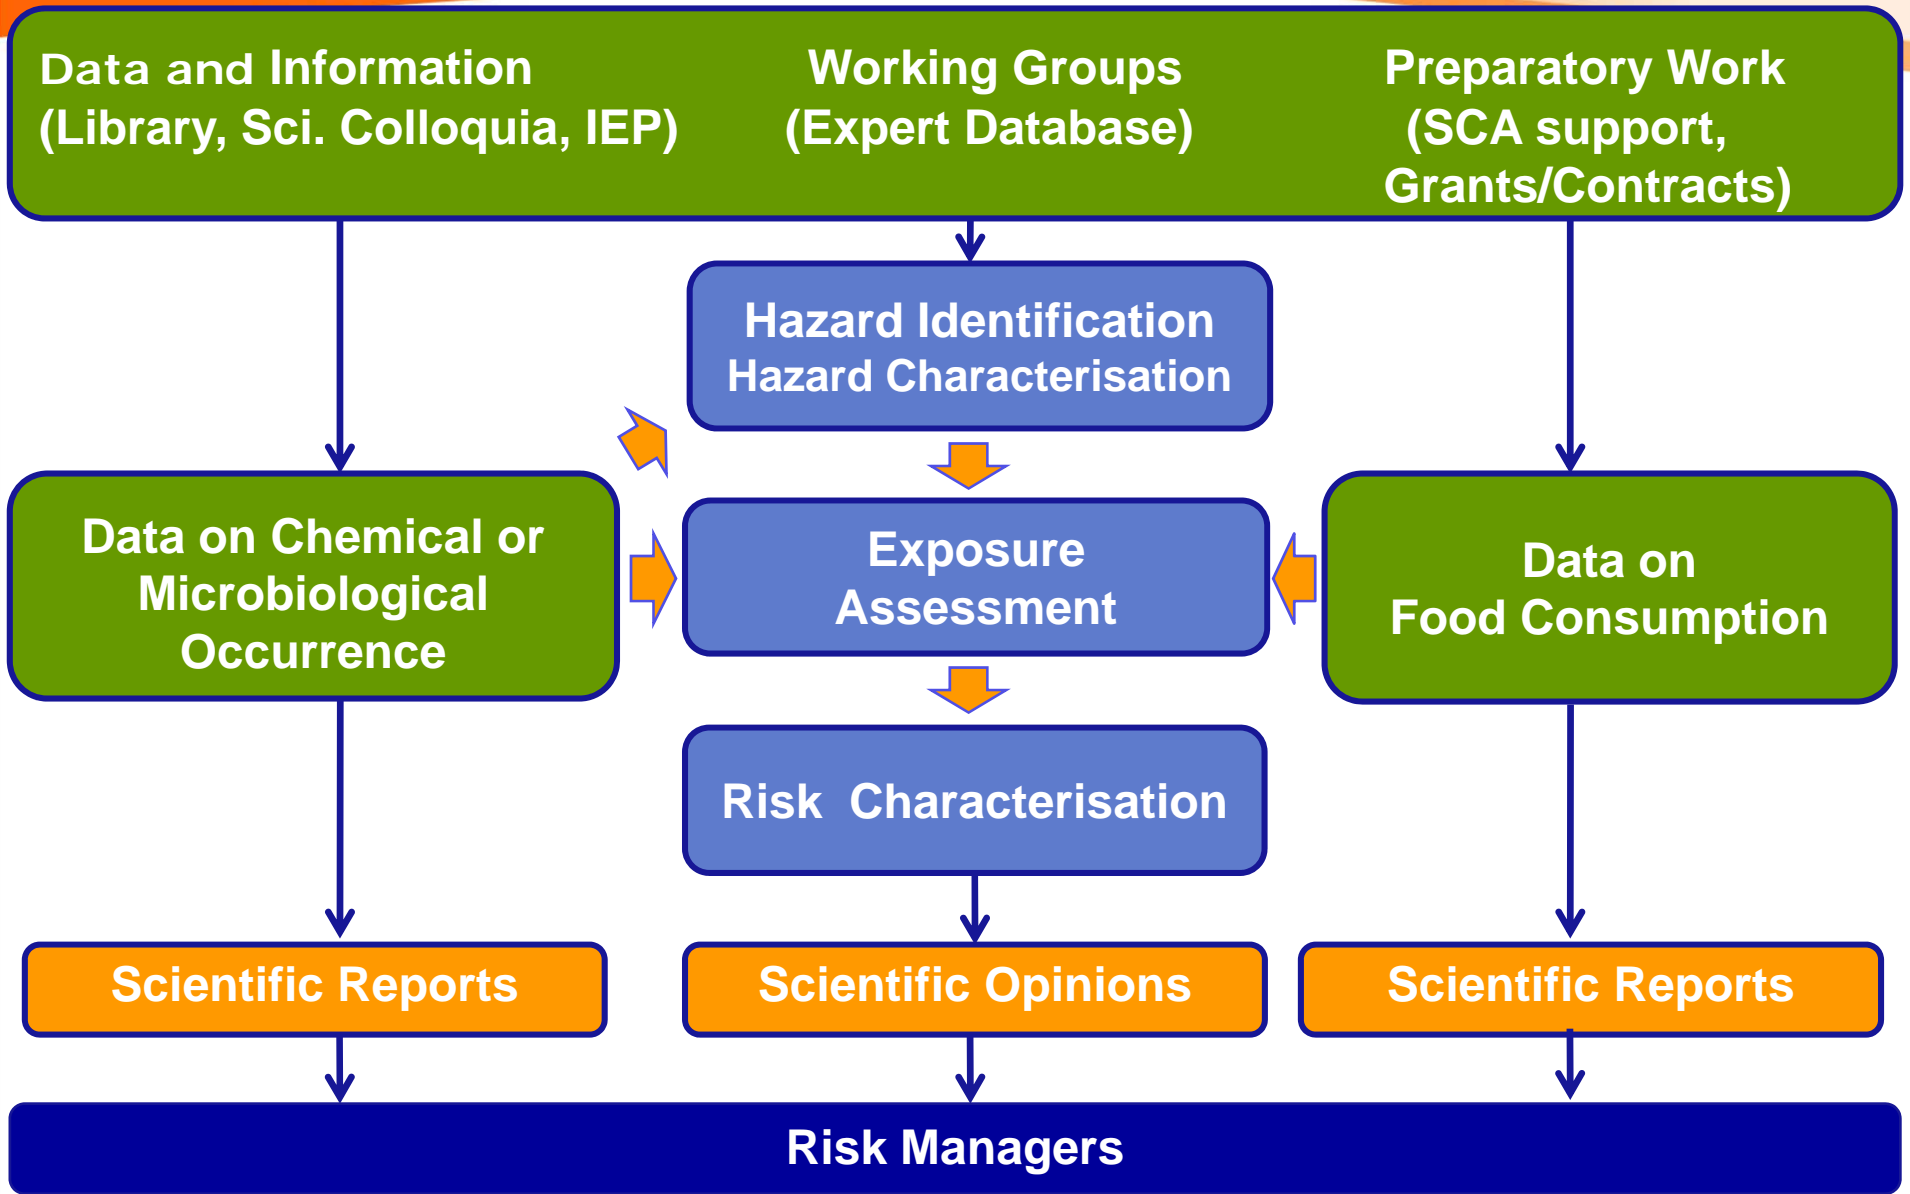 Data and Information
(Library, Sci. Colloquia, IEP)
Working Groups
(Expert Database)
Preparatory Work
(SCA support,
Grants/Contracts)
Hazard Identification
Hazard Characterisation
Data on Chemical or
Microbiological
Occurrence
Exposure
Assessment
Data on
Food Consumption
Risk Characterisation
Scientific Reports
Scientific Opinions
Scientific Reports
Risk Managers